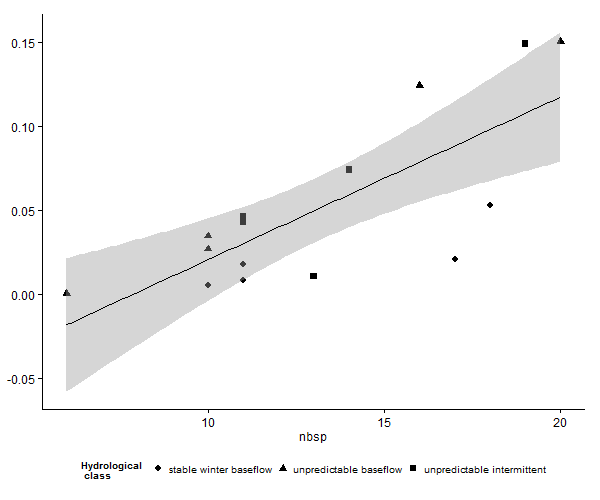 0.15
0.10
0.05
0.00
-0.05
10
15
20
nbsp
Hydrological
class
stable winter baseflow
unpredictable baseflow
unpredictable intermittent